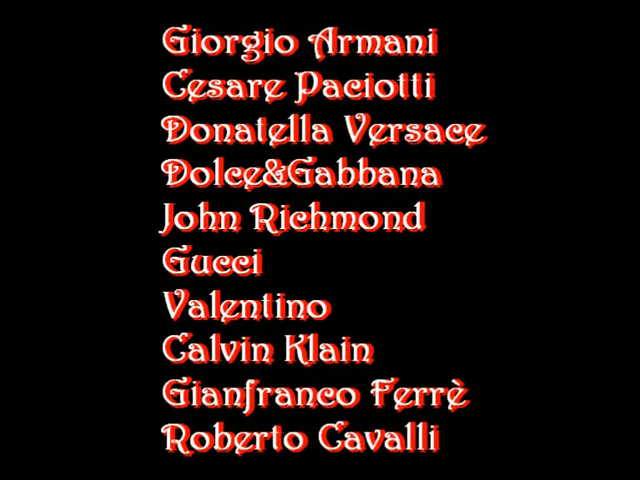 Giorgio Armani
Cesare Paciotti
Donatella Versace
Dolce&Gabbana
John Richmond
Gucci
Valentino
Calvin Klain
Gianfranco Ferrè
Roberto Cavalli